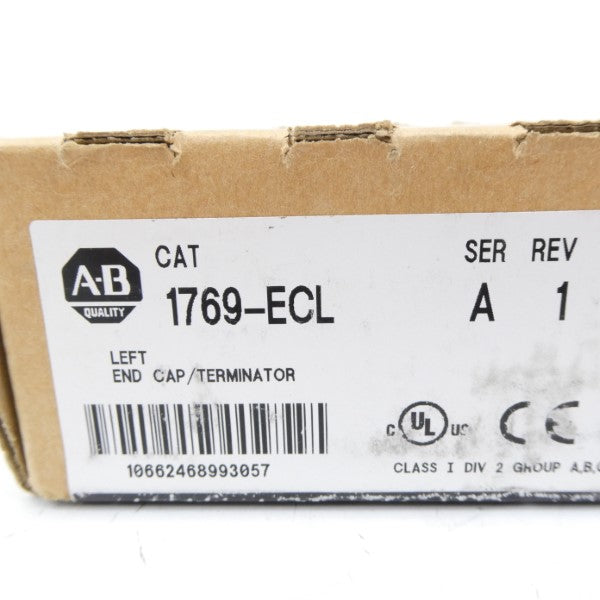 A-B
QUALITY
CAT SER REV
1769-ECL A 1
LEFT
END CAP/TERMINATOR
10662468993057
C UL US CE
CLASS I DIV 2 GROUP A,B,